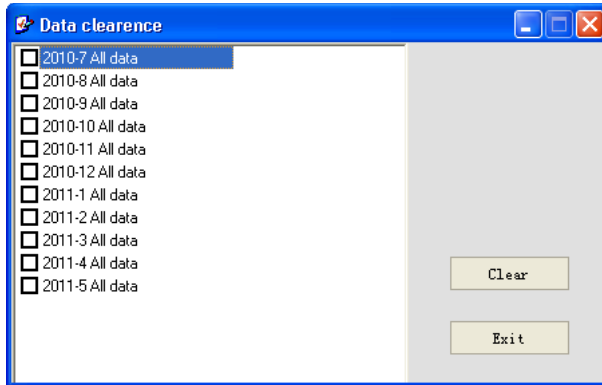 Data clearence
2010-7 All data
2010-8 All data
2010-9 All data
2010-10 All data
2010-11 All data
2010-12 All data
2011-1 All data
2011-2 All data
2011-3 All data
2011-4 All data
2011-5 All data
Clear
Exit